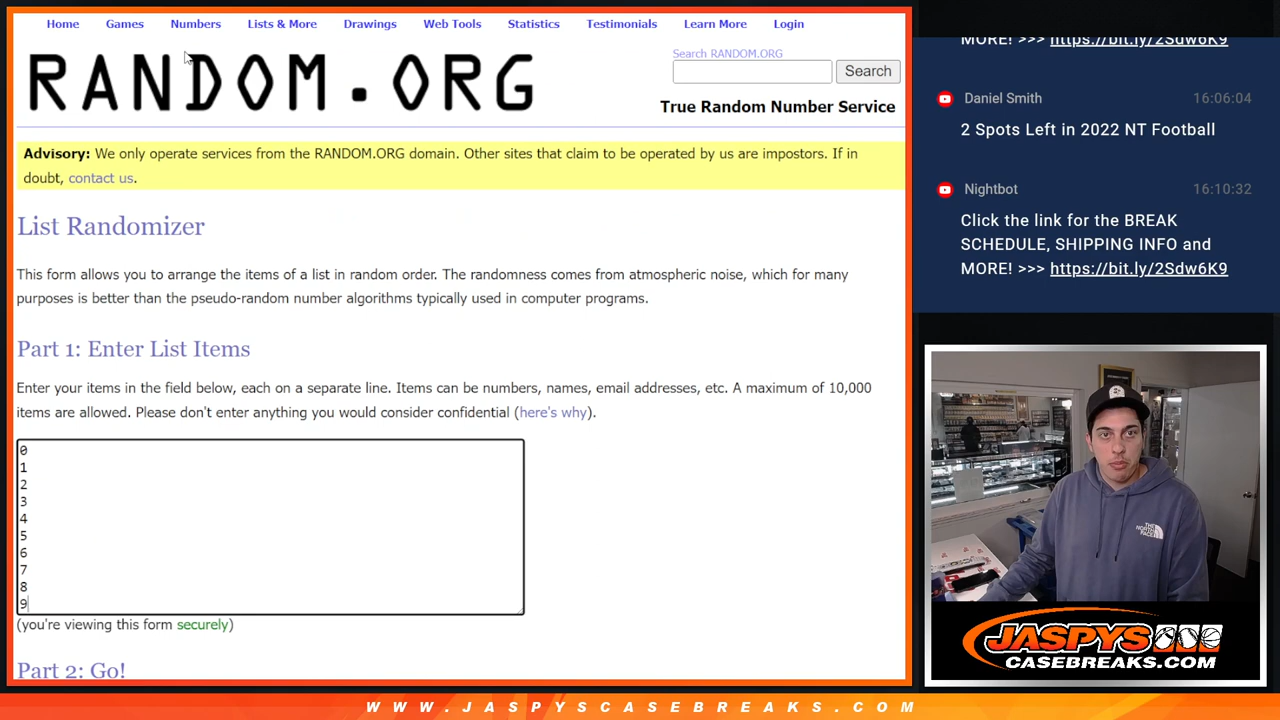 Home Games Numbers Lists & More Drawings Web Tools Statistics Testimonials Learn More Login
RANDOM.ORG
Search RANDOM.ORG
Search
True Random Number Service
Advisory: We only operate services from the RANDOM.ORG domain. Other sites that claim to be operated by us are impostors. If in
doubt, contact us.
List Randomizer
This form allows you to arrange the items of a list in random order. The randomness comes from atmospheric noise, which for many
purposes is better than the pseudo-random number algorithms typically used in computer programs.
Part 1: Enter List Items
Enter your items in the field below, each on a separate line. Items can be numbers, names, email addresses, etc. A maximum of 10,000
items are allowed. Please don't enter anything you would consider confidential (here's why).
0
1
2
3
4
5
6
7
8
9
(you're viewing this form securely)
Part 2: Go!
MORE! >>> https://bit.ly/2Sdw6K9
Daniel Smith 16:06:04
2 Spots Left in 2022 NT Football
Nightbot 16:10:32
Click the link for the BREAK
SCHEDULE, SHIPPING INFO and
MORE! >>> https://bit.ly/2Sdw6K9
THE
NORTH
FACE
JASPYS
CASEBREAKS.COM
WWW.JASPYSCASEBREAKS.COM